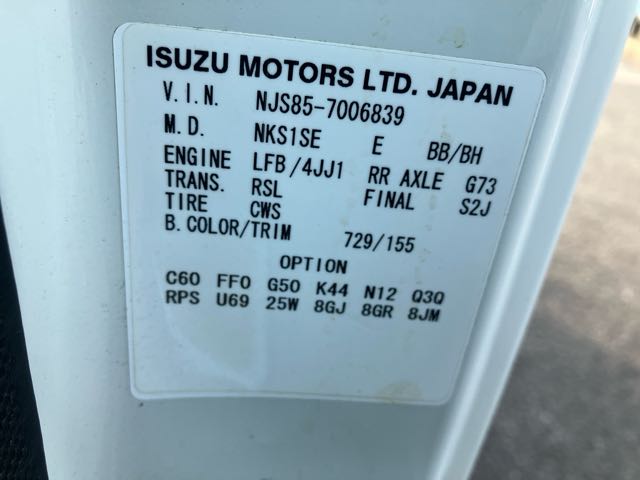 ISUZU MOTORS LTD. JAPAN
V.I.N. NJS85-7006839
M.D. NKS1SE E BB/BH
ENGINE LFB/4JJ1 RR AXLE G73
TRANS. RSL FINAL S2J
TIRE CWS
B.COLOR/TRIM 729/155
OPTION
C60 FF0 G50 K44 N12 Q3Q
RPS U69 25W 8GJ 8GR 8JM